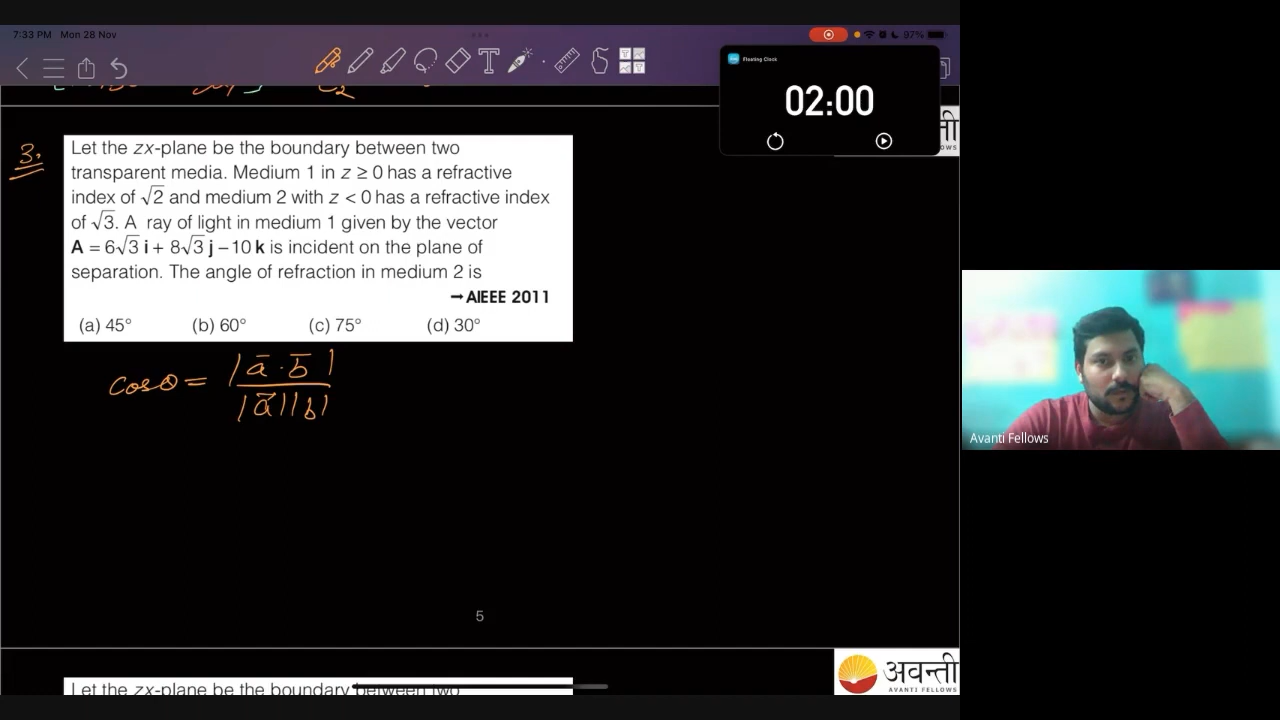 7:33 PM Mon 28 Nov
97%
Floating Clock
02:00
3.
Let the zx-plane be the boundary between two
transparent media. Medium 1 in z ≥ 0 has a refractive
index of √2 and medium 2 with z < 0 has a refractive index
of √3. A ray of light in medium 1 given by the vector
A = 6√3 i + 8√3 j – 10 k is incident on the plane of
separation. The angle of refraction in medium 2 is
→ AIEEE 2011
(a) 45° (b) 60° (c) 75° (d) 30°
cosθ = |a̅ · b̅| / |a̅||b|
Avanti Fellows
5
अवन्ती
AVANTI FELLOWS
Let the zx-plane be the boundary between two